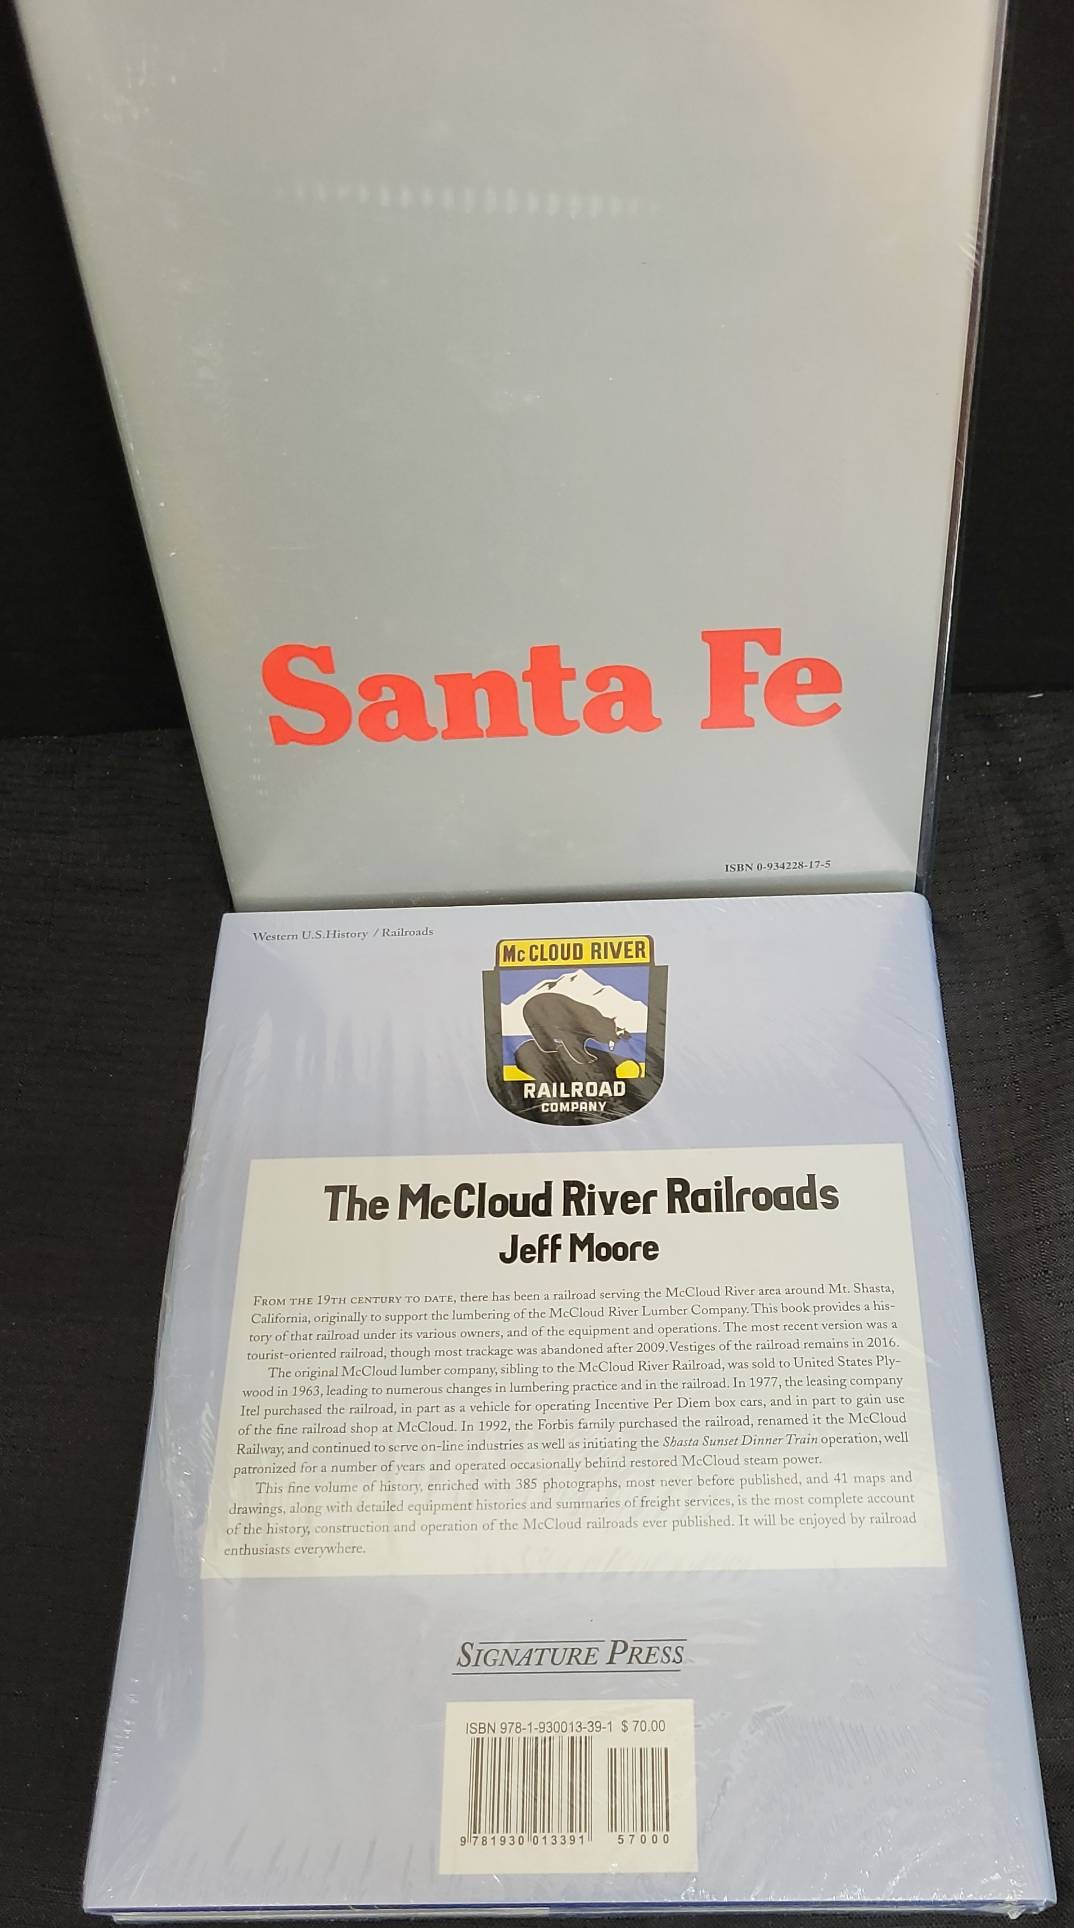 Santa Fe
ISBN 0-934228-17-5
Western U.S.History / Railroads
McCLOUD RIVER
RAILROAD
COMPANY
The McCloud River Railroads
Jeff Moore
FROM THE 19TH CENTURY TO DATE, there has been a railroad serving the McCloud River area around Mt. Shasta,
California, originally to support the lumbering of the McCloud River Lumber Company. This book provides a his-
tory of that railroad under its various owners, and of the equipment and operations. The most recent version was a
tourist-oriented railroad, though most trackage was abandoned after 2009. Vestiges of the railroad remains in 2016.
The original McCloud lumber company, sibling to the McCloud River Railroad, was sold to United States Ply-
wood in 1963, leading to numerous changes in lumbering practice and in the railroad. In 1977, the leasing company
Itel purchased the railroad, in part as a vehicle for operating Incentive Per Diem box cars, and in part to gain use
of the fine railroad shop at McCloud. In 1992, the Forbis family purchased the railroad, renamed it the McCloud
Railway, and continued to serve on-line industries as well as initiating the Shasta Sunset Dinner Train operation, well
patronized for a number of years and operated occasionally behind restored McCloud steam power.
This fine volume of history, enriched with 385 photographs, most never before published, and 41 maps and
drawings, along with detailed equipment histories and summaries of freight services, is the most complete account
of the history, construction and operation of the McCloud railroads ever published. It will be enjoyed by railroad
enthusiasts everywhere.
SIGNATURE PRESS
ISBN 978-1-930013-39-1 $ 70.00
9 781930 013391 57000